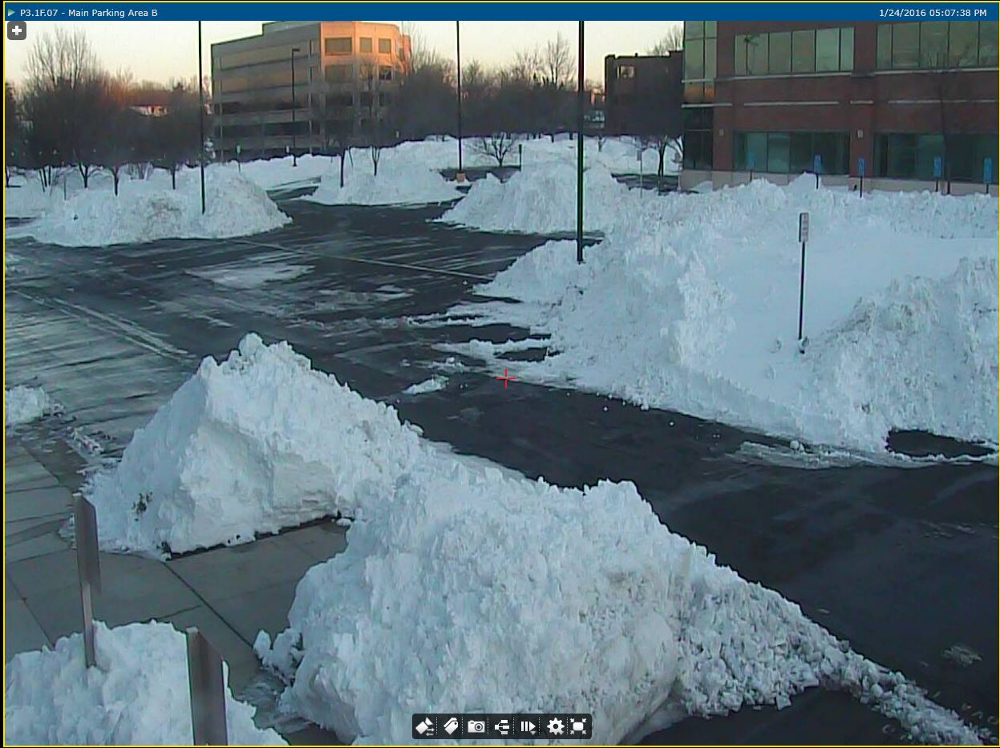 P3.1F.07 - Main Parking Area B
1/24/2016 05:07:38 PM